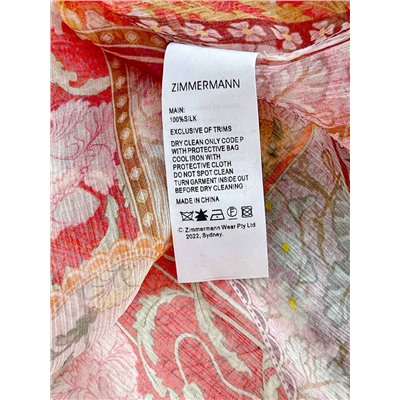 ZIMMERMANN
MAIN:
100%SILK
EXCLUSIVE OF TRIMS
DRY CLEAN ONLY CODE P
WITH PROTECTIVE BAG
COOL IRON WITH
PROTECTIVE CLOTH
DO NOT SPOT CLEAN
TURN GARMENT INSIDE OUT
BEFORE DRY CLEANING
MADE IN CHINA
© Zimmermann Wear Pty Ltd
2022, Sydney.